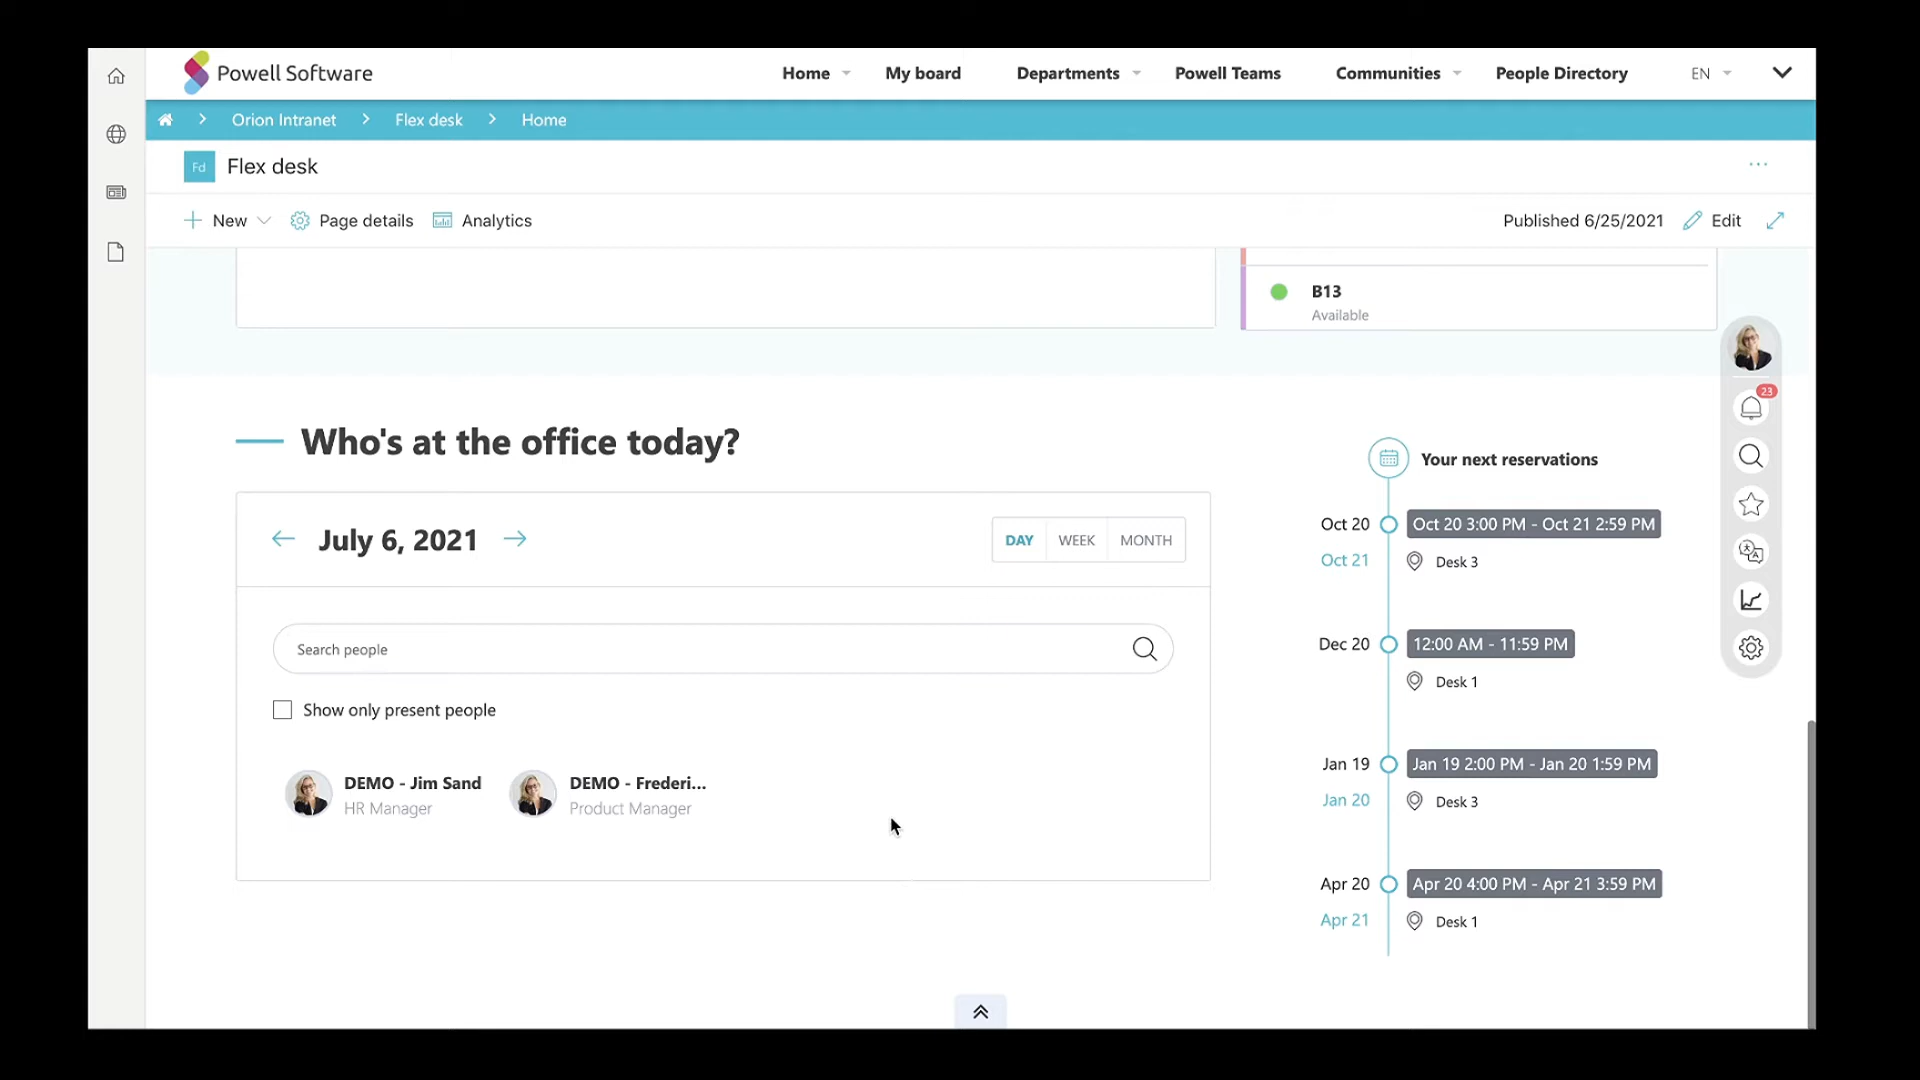 Powell Software
Home
My board
Departments
Powell Teams
Communities
People Directory
EN
Orion Intranet
Flex desk
Home
Fd
Flex desk
New
Page details
Analytics
Published 6/25/2021
Edit
B13
Available
23
Who's at the office today?
July 6, 2021
DAY
WEEK
MONTH
Search people
Show only present people
DEMO - Jim Sand
HR Manager
DEMO - Frederi...
Product Manager
Your next reservations
Oct 20
Oct 20 3:00 PM - Oct 21 2:59 PM
Oct 21
Desk 3
Dec 20
12:00 AM - 11:59 PM
Desk 1
Jan 19
Jan 19 2:00 PM - Jan 20 1:59 PM
Jan 20
Desk 3
Apr 20
Apr 20 4:00 PM - Apr 21 3:59 PM
Apr 21
Desk 1